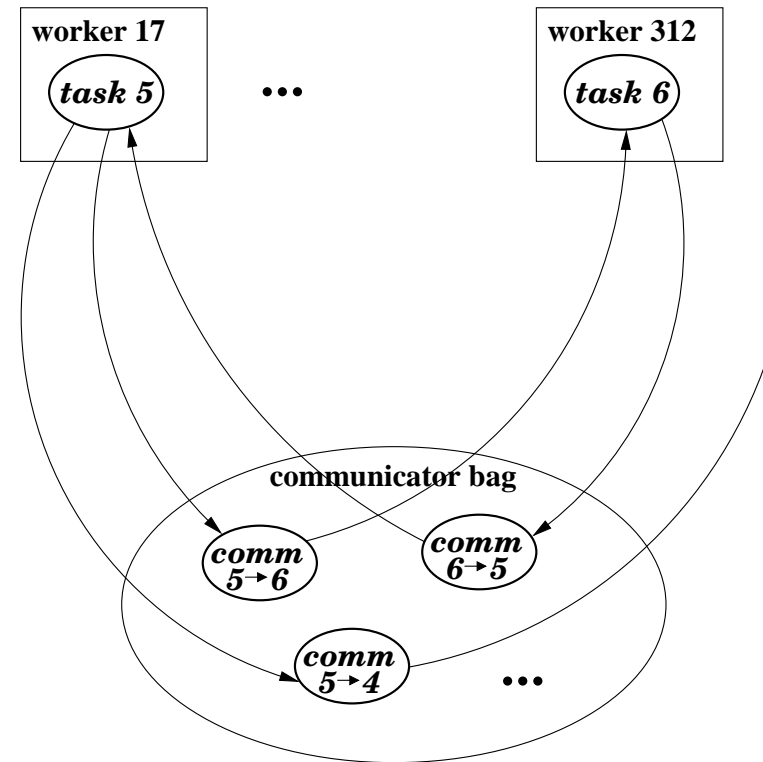 worker 17
worker 312
task 5
•••
task 6
communicator bag
comm
5→6
comm
6→5
comm
5→4
•••